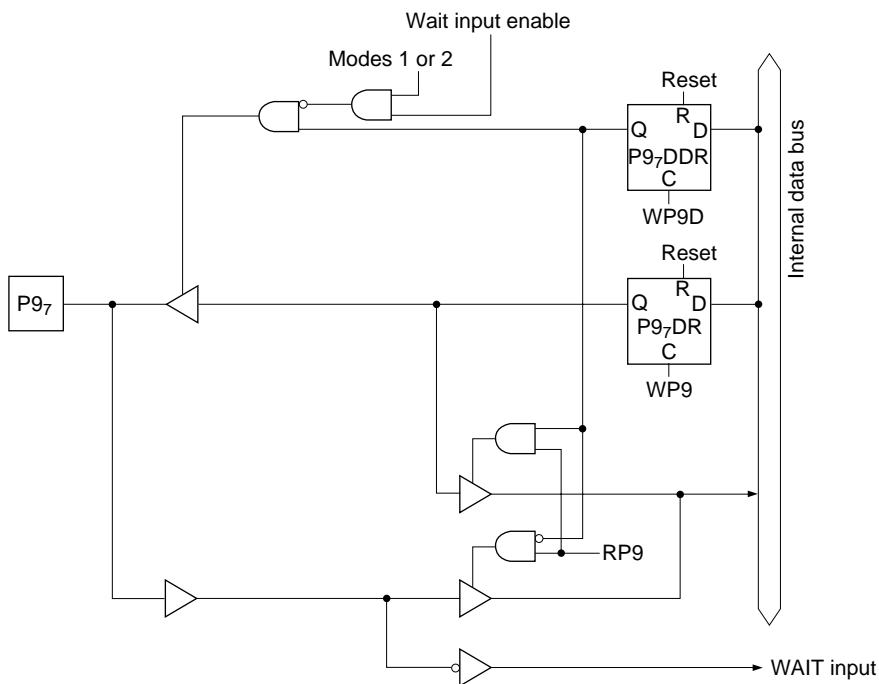 Wait input enable
Modes 1 or 2
Reset
R
Q D
P9₇DDR
C
WP9D
Internal data bus
Reset
R
Q D
P9₇DR
C
WP9
P9₇
RP9
WAIT input